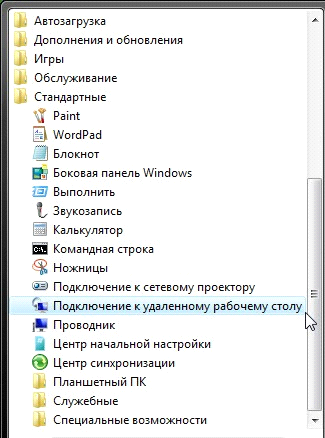 Автозагрузка
Дополнения и обновления
Игры
Обслуживание
Стандартные
Paint
WordPad
Блокнот
Боковая панель Windows
Выполнить
Звукозапись
Калькулятор
Командная строка
Ножницы
Подключение к сетевому проектору
Подключение к удаленному рабочему столу
Проводник
Центр начальной настройки
Центр синхронизации
Планшетный ПК
Служебные
Специальные возможности